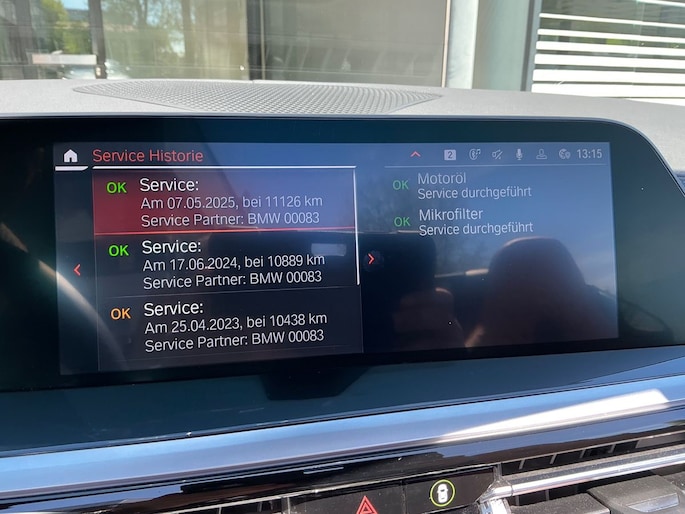 Service Historie
2
13:15
OK Service:
Am 07.05.2025, bei 11126 km
Service Partner: BMW 00083
OK Service:
Am 17.06.2024, bei 10889 km
Service Partner: BMW 00083
OK Service:
Am 25.04.2023, bei 10438 km
Service Partner: BMW 00083
OK Motoröl
Service durchgeführt
OK Mikrofilter
Service durchgeführt